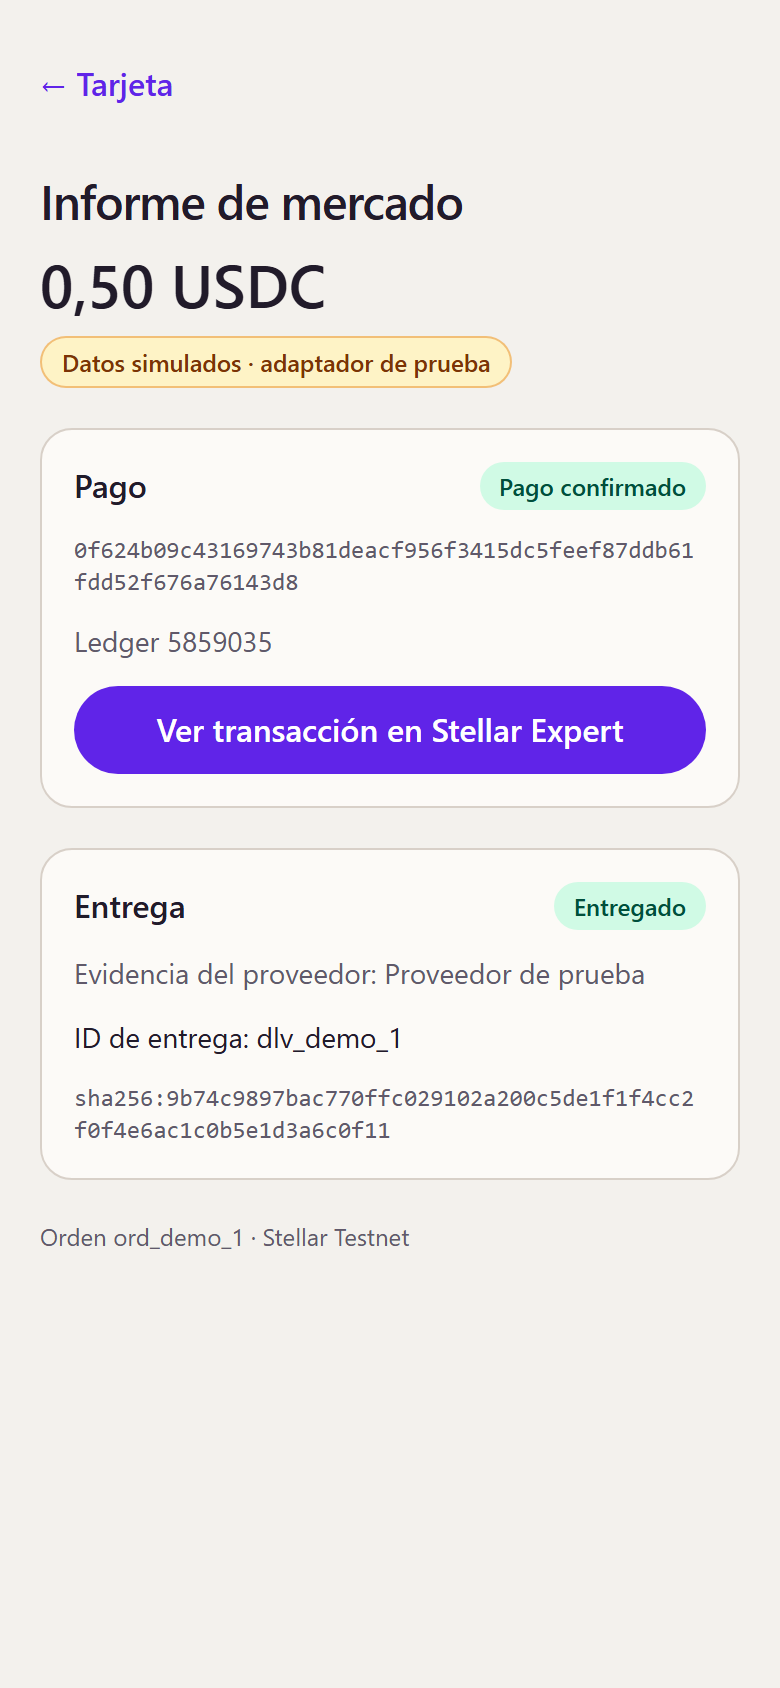 ← Tarjeta
Informe de mercado
0,50 USDC
Datos simulados · adaptador de prueba
Pago
Pago confirmado
0f624b09c43169743b81deacf956f3415dc5feef87ddb61
fdd52f676a76143d8
Ledger 5859035
Ver transacción en Stellar Expert
Entrega
Entregado
Evidencia del proveedor: Proveedor de prueba
ID de entrega: dlv_demo_1
sha256:9b74c9897bac770ffc029102a200c5de1f1f4cc2
f0f4e6ac1c0b5e1d3a6c0f11
Orden ord_demo_1 · Stellar Testnet